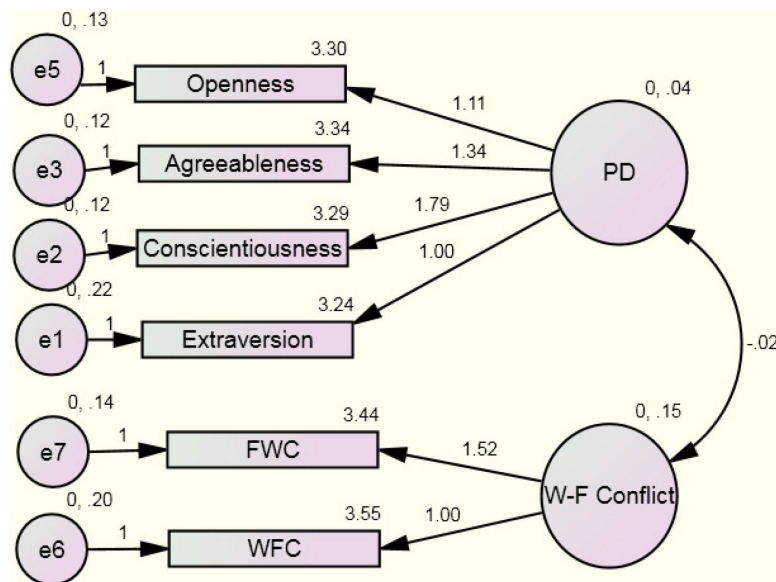 0, .13
e5
1
3.30
Openness
1.11
0, .04
PD
0, .12
e3
1
3.34
Agreeableness
1.34
0, .12
e2
1
3.29
Conscientiousness
1.79
0, .22
e1
1
3.24
Extraversion
1.00
-.02
0, .14
e7
1
3.44
FWC
1.52
0, .15
W-F Conflict
0, .20
e6
1
3.55
WFC
1.00